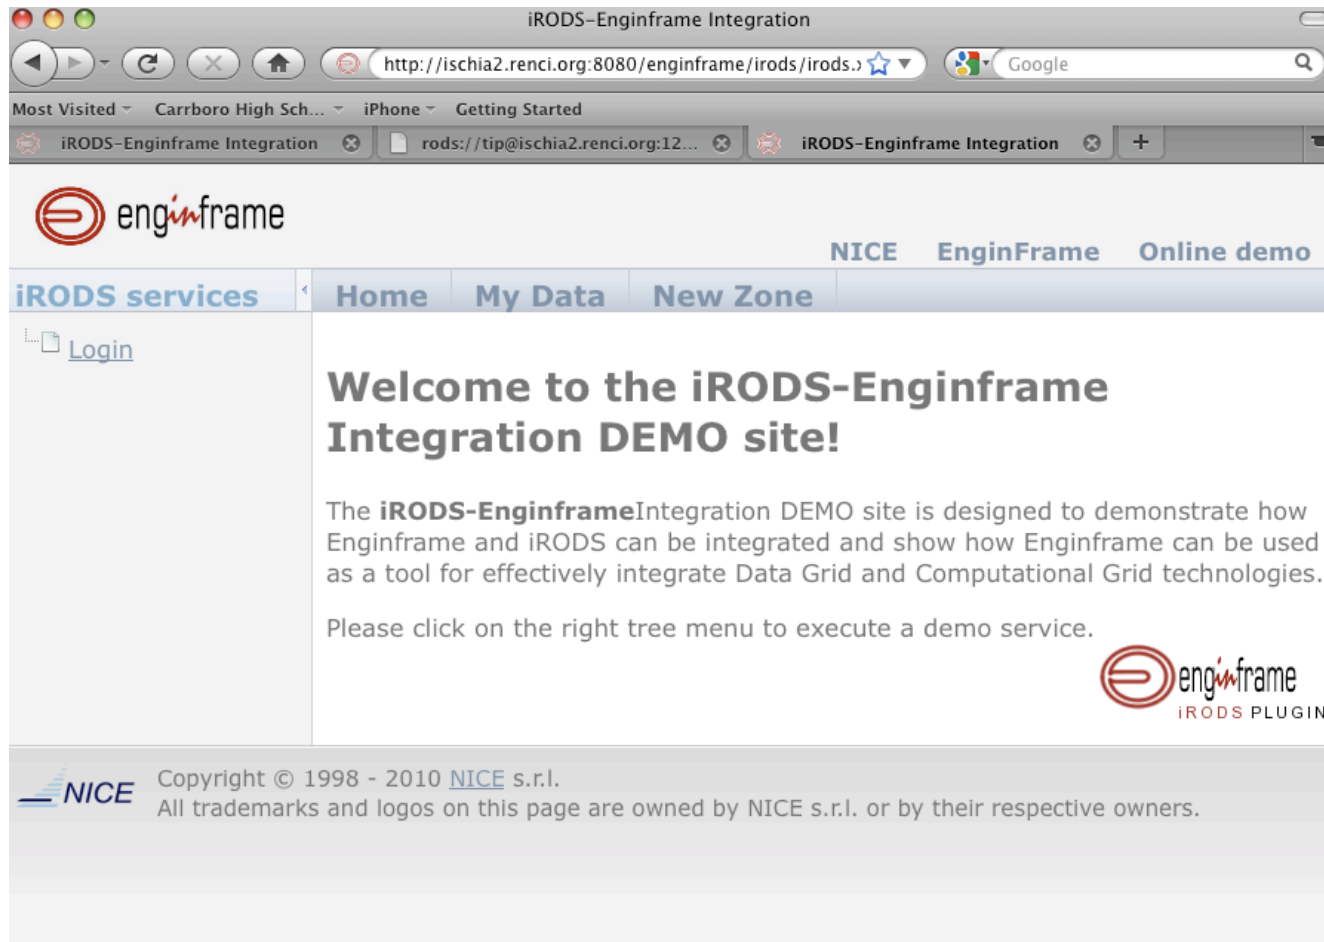 iRODS-Enginframe Integration
http://ischia2.renci.org:8080/enginframe/irods/irods.
Google
Most Visited Carrboro High Sch... iPhone Getting Started
iRODS-Enginframe Integration rods://tip@ischia2.renci.org:12... iRODS-Enginframe Integration +
enginframe
NICE EnginFrame Online demo
iRODS services Home My Data New Zone
Login
Welcome to the iRODS-Enginframe
Integration DEMO site!
The iRODS-EnginframeIntegration DEMO site is designed to demonstrate how
Enginframe and iRODS can be integrated and show how Enginframe can be used
as a tool for effectively integrate Data Grid and Computational Grid technologies.
Please click on the right tree menu to execute a demo service.
enginframe
iRODS PLUGIN
NICE
Copyright © 1998 - 2010 NICE s.r.l.
All trademarks and logos on this page are owned by NICE s.r.l. or by their respective owners.